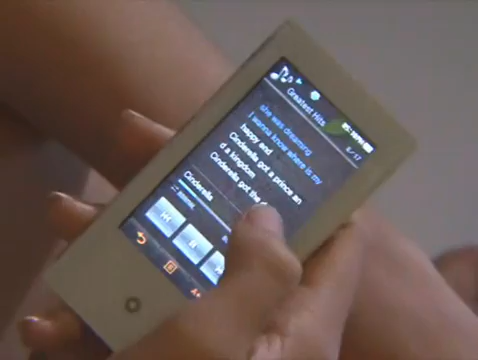 Greatest Hits
she was dreaming
I wanna know where is my
happy end
Cinderella got a prince an
d a kingdom
Cinderella got the
Cinderella